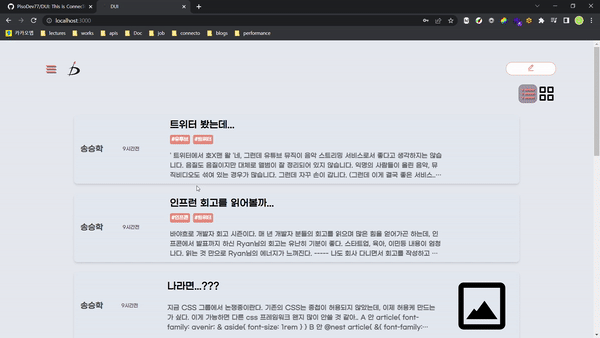 PlsoDev77/DUI: This is Connect
DUI
localhost:3000
카카오맵
lectures
works
apis
Doc
job
connecto
blogs
performance
송승학
9시간전
트위터 봤는데...
#유튜브 #트위터
' 트위터에서 호X맨 왈 '네, 그런데 유튜브 뮤직이 음악 스트리밍 서비스로서 좋다고 생각하지는 않습
니다. 음질도 음질이지만 대체로 앨범이 잘 정리되어 있지 않습니다. 익명의 사람들이 올린 음악, 뮤
직비디오도 섞여 있는 경우가 많습니다. 그런데 자꾸 손이 갑니다. (그런데 이게 결국 좋은 서비스...
송승학
9시간전
인프런 회고를 읽어볼까...
#인프런 #트위터
바야흐로 개발자 회고 시즌이다. 매 년 개발자 분들의 회고를 읽으며 많은 힘을 얻어가곤 하는데, 인
프콘에서 발표까지 하신 Ryan님의 회고는 유난히 기분이 좋다. 스타트업, 육아, 이민등 내용이 엄청
나다. 읽는 것 만으로 Ryan님의 에너지가 느껴진다. ----- 나도 회사 다니면서 회고를 작성하고 ...
송승학
9시간전
나라면...???
지금 CSS 그룹에서 논쟁중이란다. 기존의 CSS는 중첩이 허용되지 않았는데, 이제 허용케 만드는
가 싶다. 이게 가능하면 다른 css 프레임워크 왠지 많이 안쓸 것 같아.. A 안 article{ font-
family: avenir; & aside{ font-size: 1rem } } B 안 @nest article{ &{ font-family:...